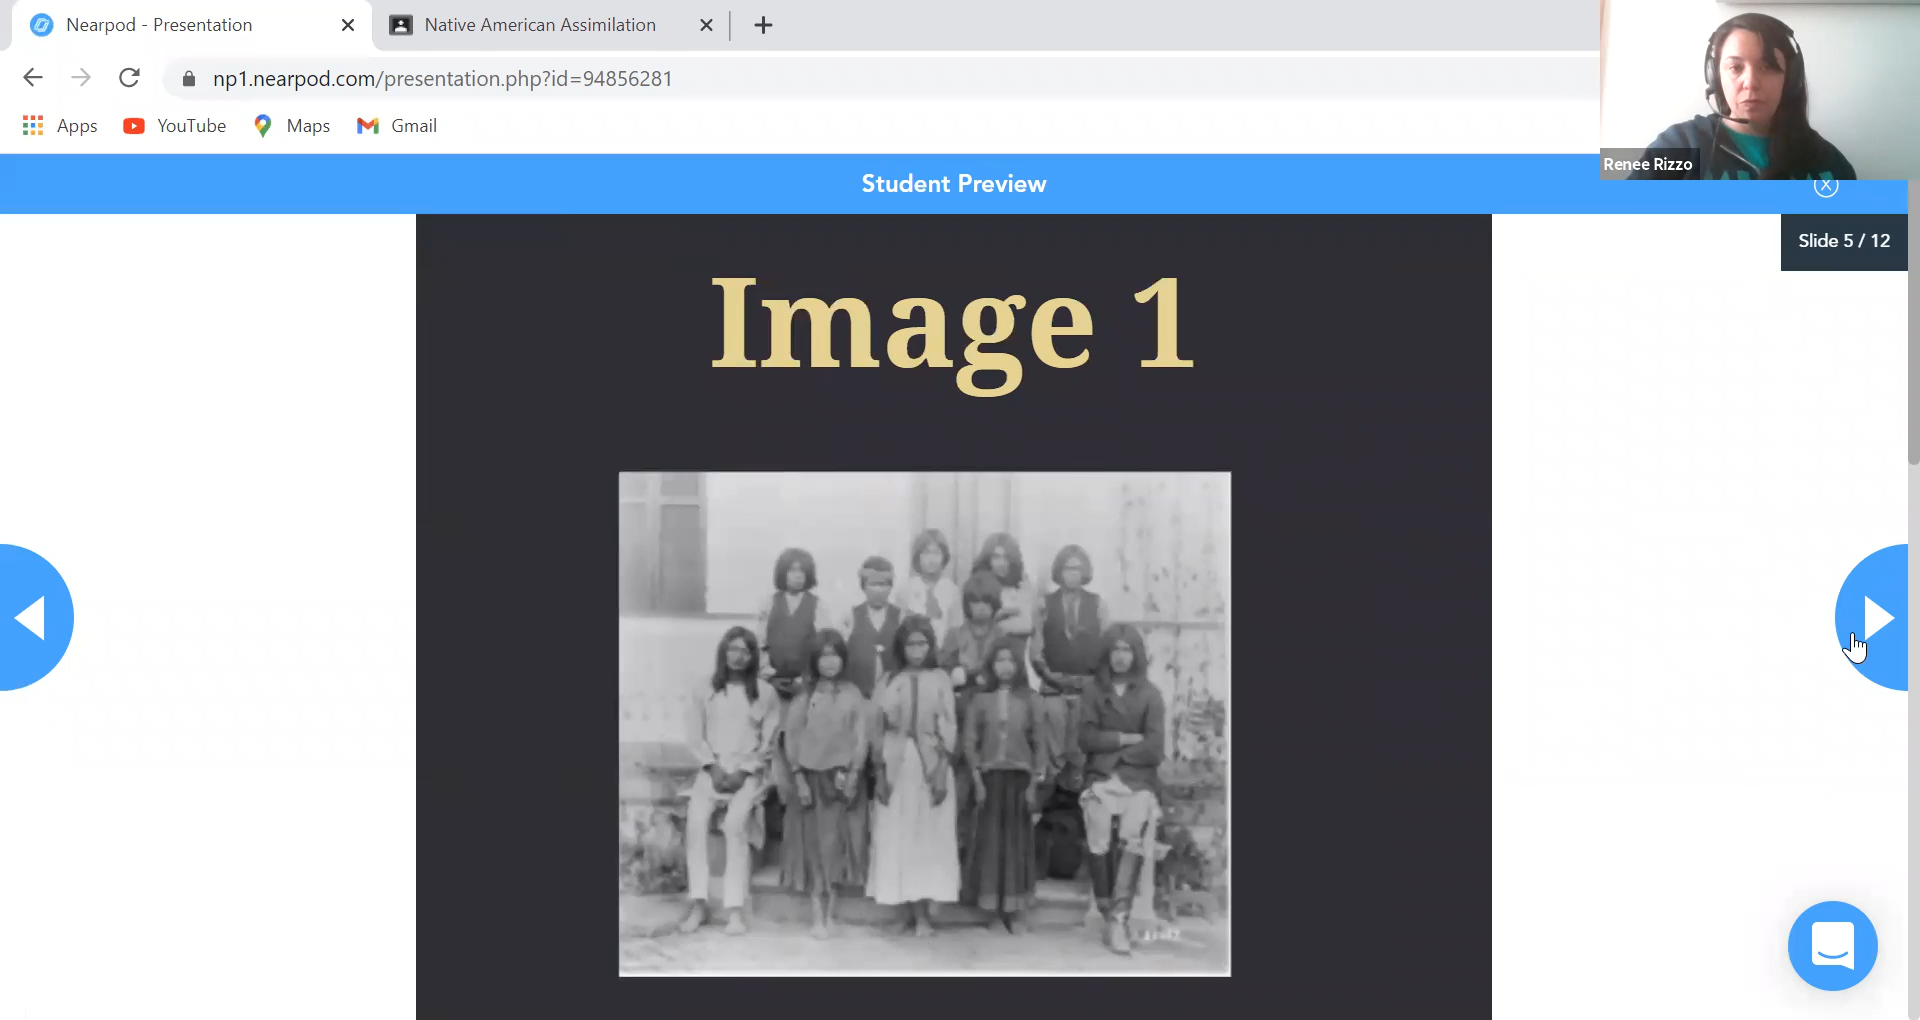 Nearpod - Presentation
Native American Assimilation
np1.nearpod.com/presentation.php?id=94856281
Apps
YouTube
Maps
Gmail
Renee Rizzo
Student Preview
Slide 5 / 12
Image 1